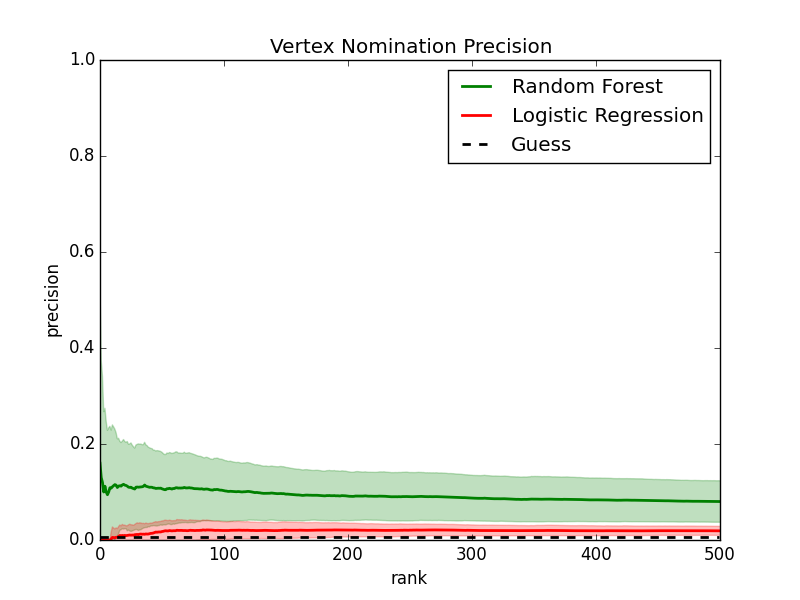 Vertex Nomination Precision
1.0
0.8
0.6
0.4
0.2
0.0
precision
Random Forest
Logistic Regression
Guess
0 100 200 300 400 500
rank